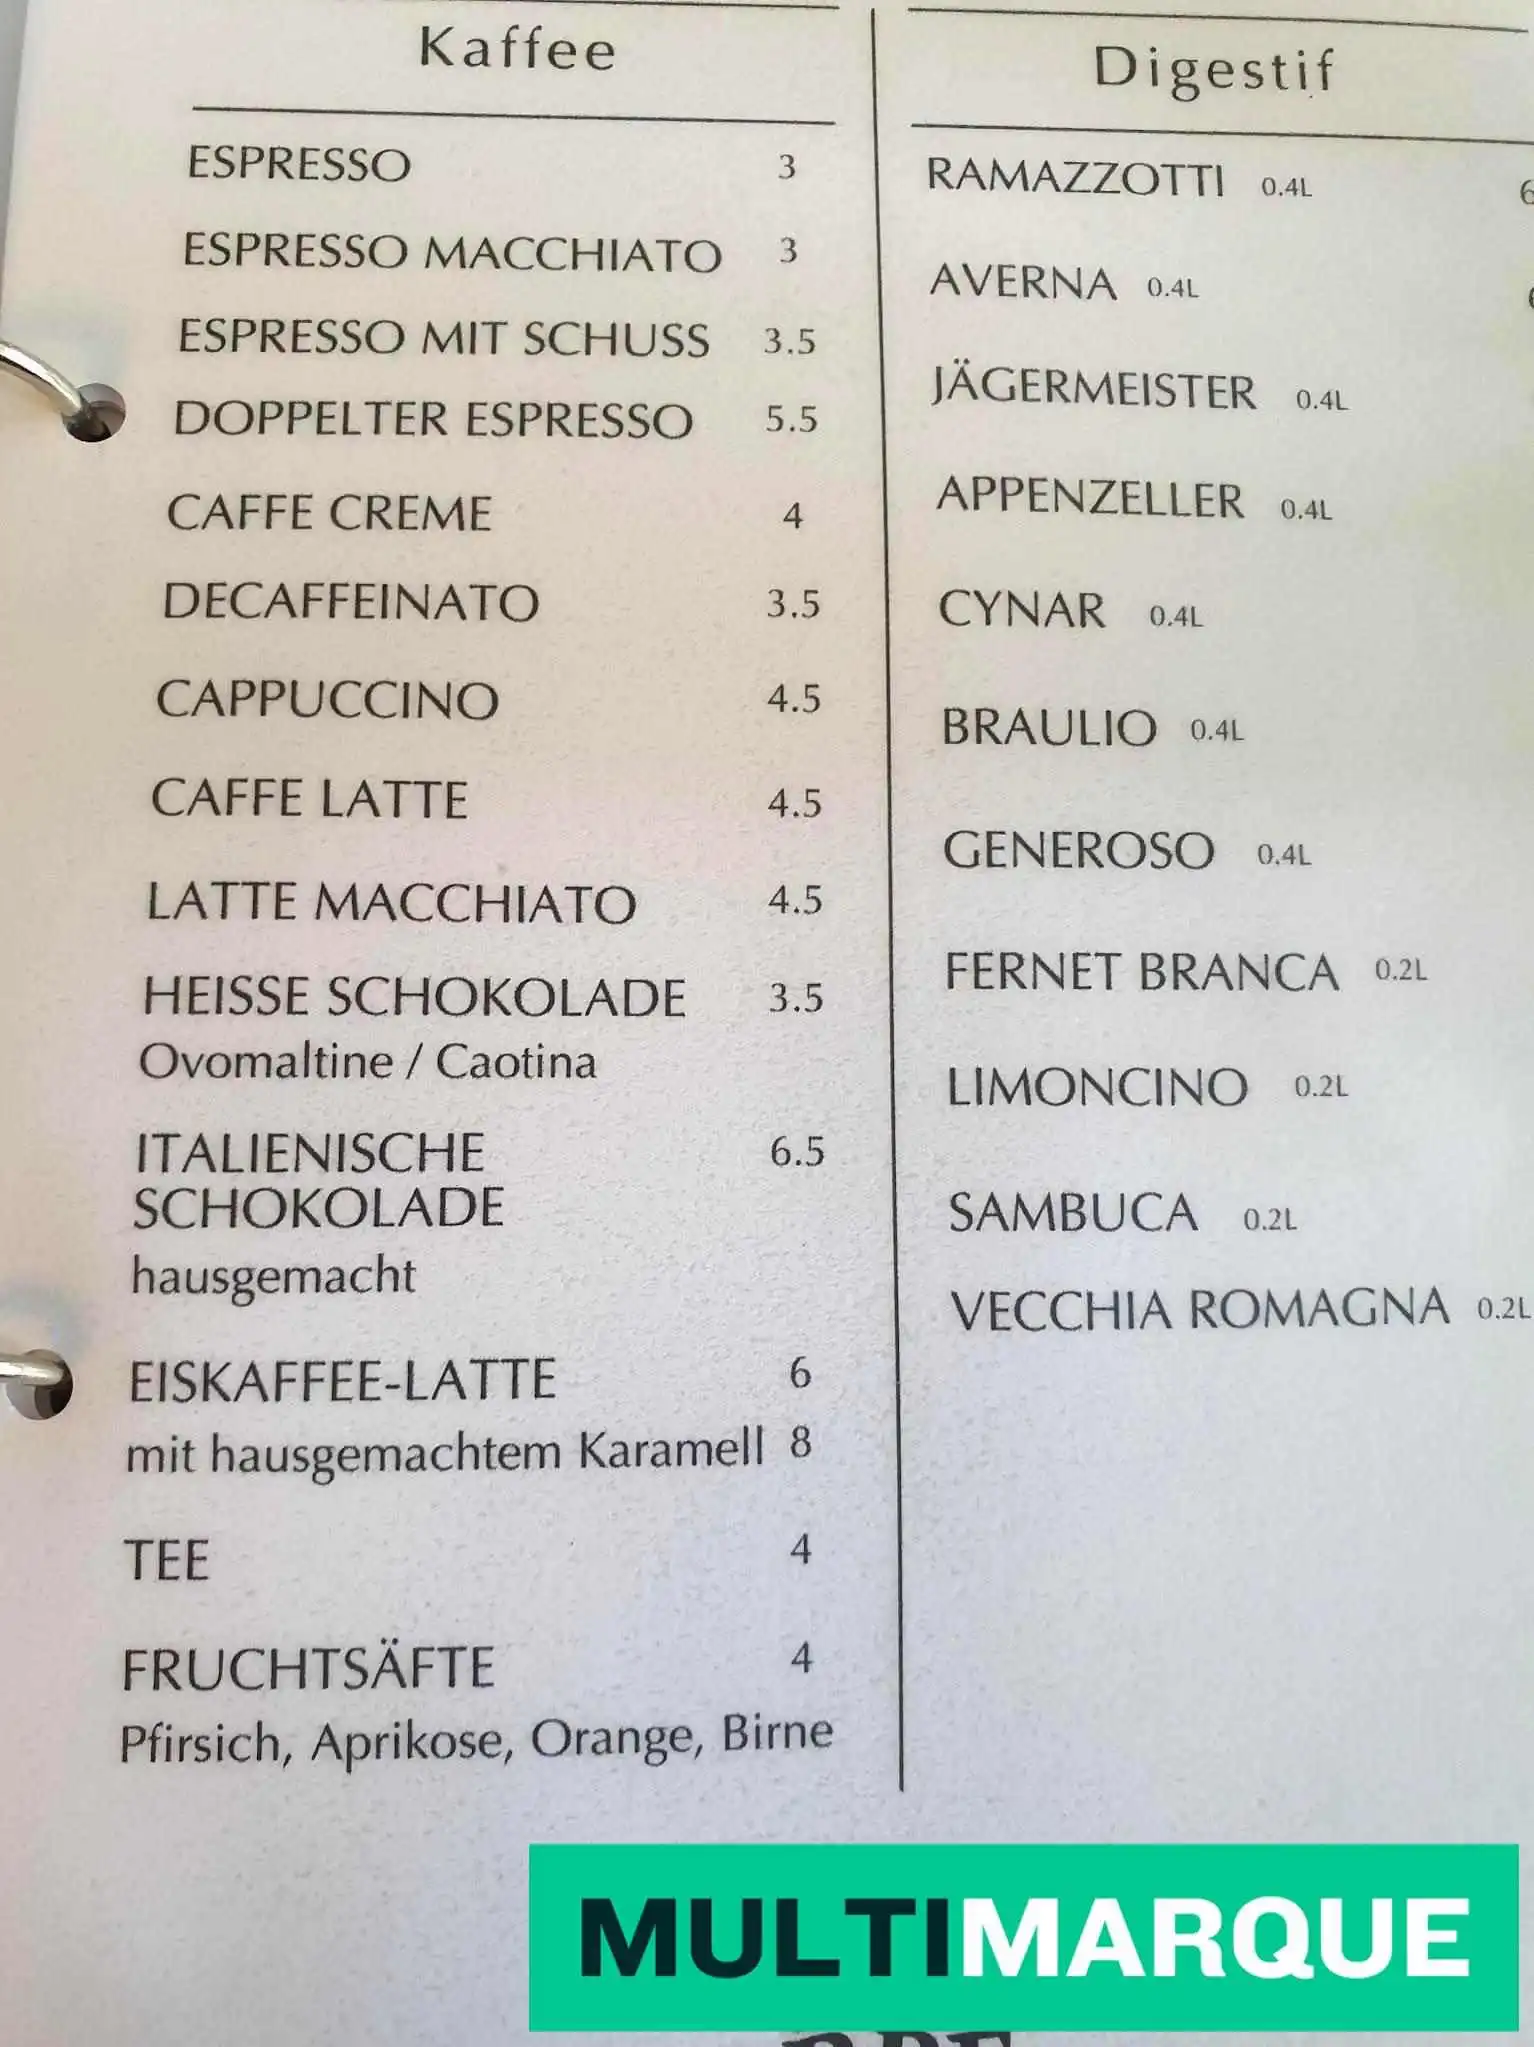 Kaffee
ESPRESSO 3
ESPRESSO MACCHIATO 3
ESPRESSO MIT SCHUSS 3.5
DOPPELTER ESPRESSO 5.5
CAFFE CREME 4
DECAFFEINATO 3.5
CAPPUCCINO 4.5
CAFFE LATTE 4.5
LATTE MACCHIATO 4.5
HEISSE SCHOKOLADE 3.5
Ovomaltine / Caotina
ITALIENISCHE 6.5
SCHOKOLADE
hausgemacht
EISKAFFEE-LATTE 6
mit hausgemachtem Karamell 8
TEE 4
FRUCHTSÄFTE 4
Pfirsich, Aprikose, Orange, Birne
Digestif
RAMAZZOTTI 0.4L 6
AVERNA 0.4L
JÄGERMEISTER 0.4L
APPENZELLER 0.4L
CYNAR 0.4L
BRAULIO 0.4L
GENEROSO 0.4L
FERNET BRANCA 0.2L
LIMONCINO 0.2L
SAMBUCA 0.2L
VECCHIA ROMAGNA 0.2L
MULTIMARQUE